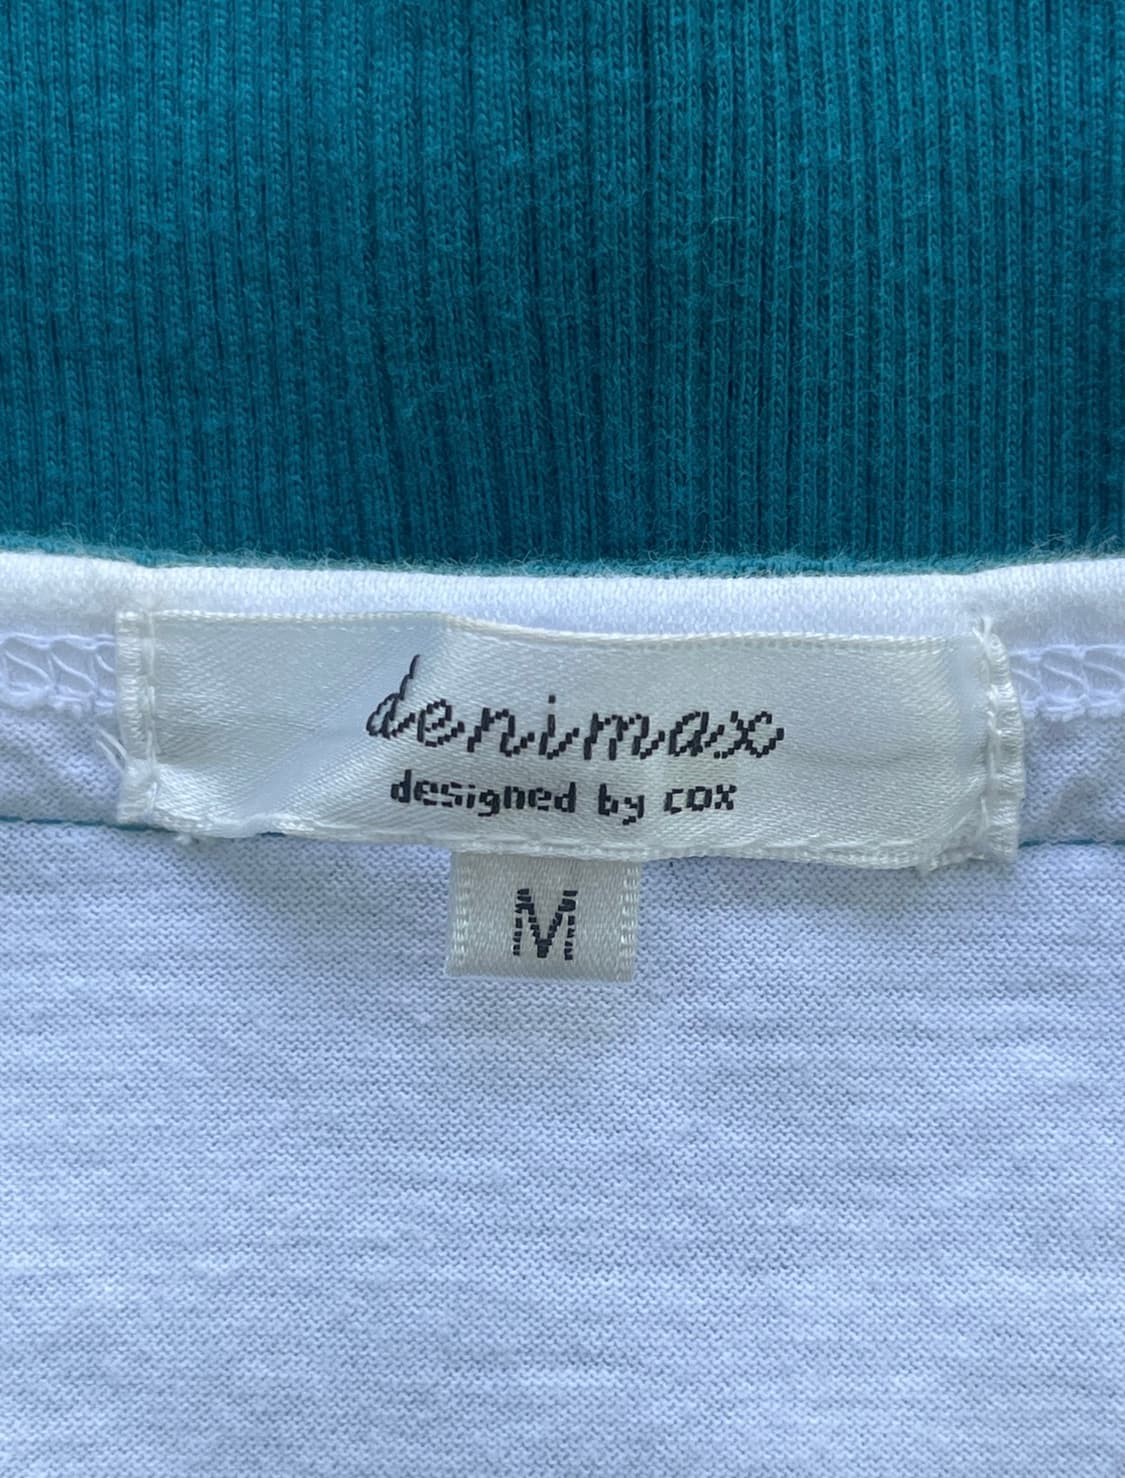 denimax
designed by cox
M